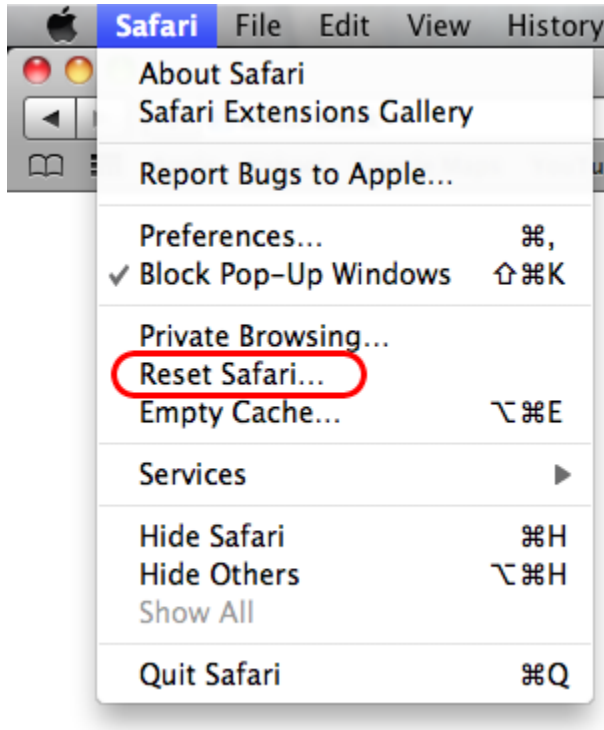 Safari File Edit View History
About Safari
Safari Extensions Gallery
Report Bugs to Apple...
Preferences... ⌘,
✓ Block Pop-Up Windows ⇧⌘K
Private Browsing...
Reset Safari...
Empty Cache... ⌥⌘E
Services ▶
Hide Safari ⌘H
Hide Others ⌥⌘H
Show All
Quit Safari ⌘Q